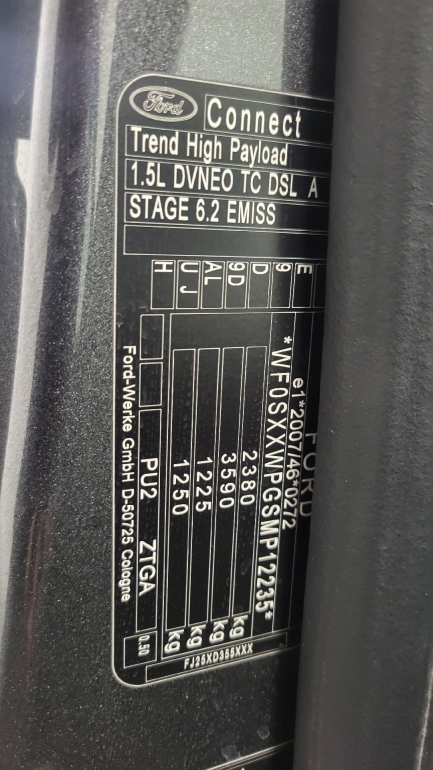 Ford
Connect
Trend High Payload
1.5L DVNEO TC DSL A
STAGE 6.2 EMISS
FORD
e1*2007/46*0272
*WF0SXXWPGSMP12235*
2380 kg
3590 kg
1225 kg
1250 kg
E
9
D
9D
AL
U J
H
PU2 ZTGA
0.50
Ford-Werke GmbH D-50725 Cologne
FJ25XD355XXX